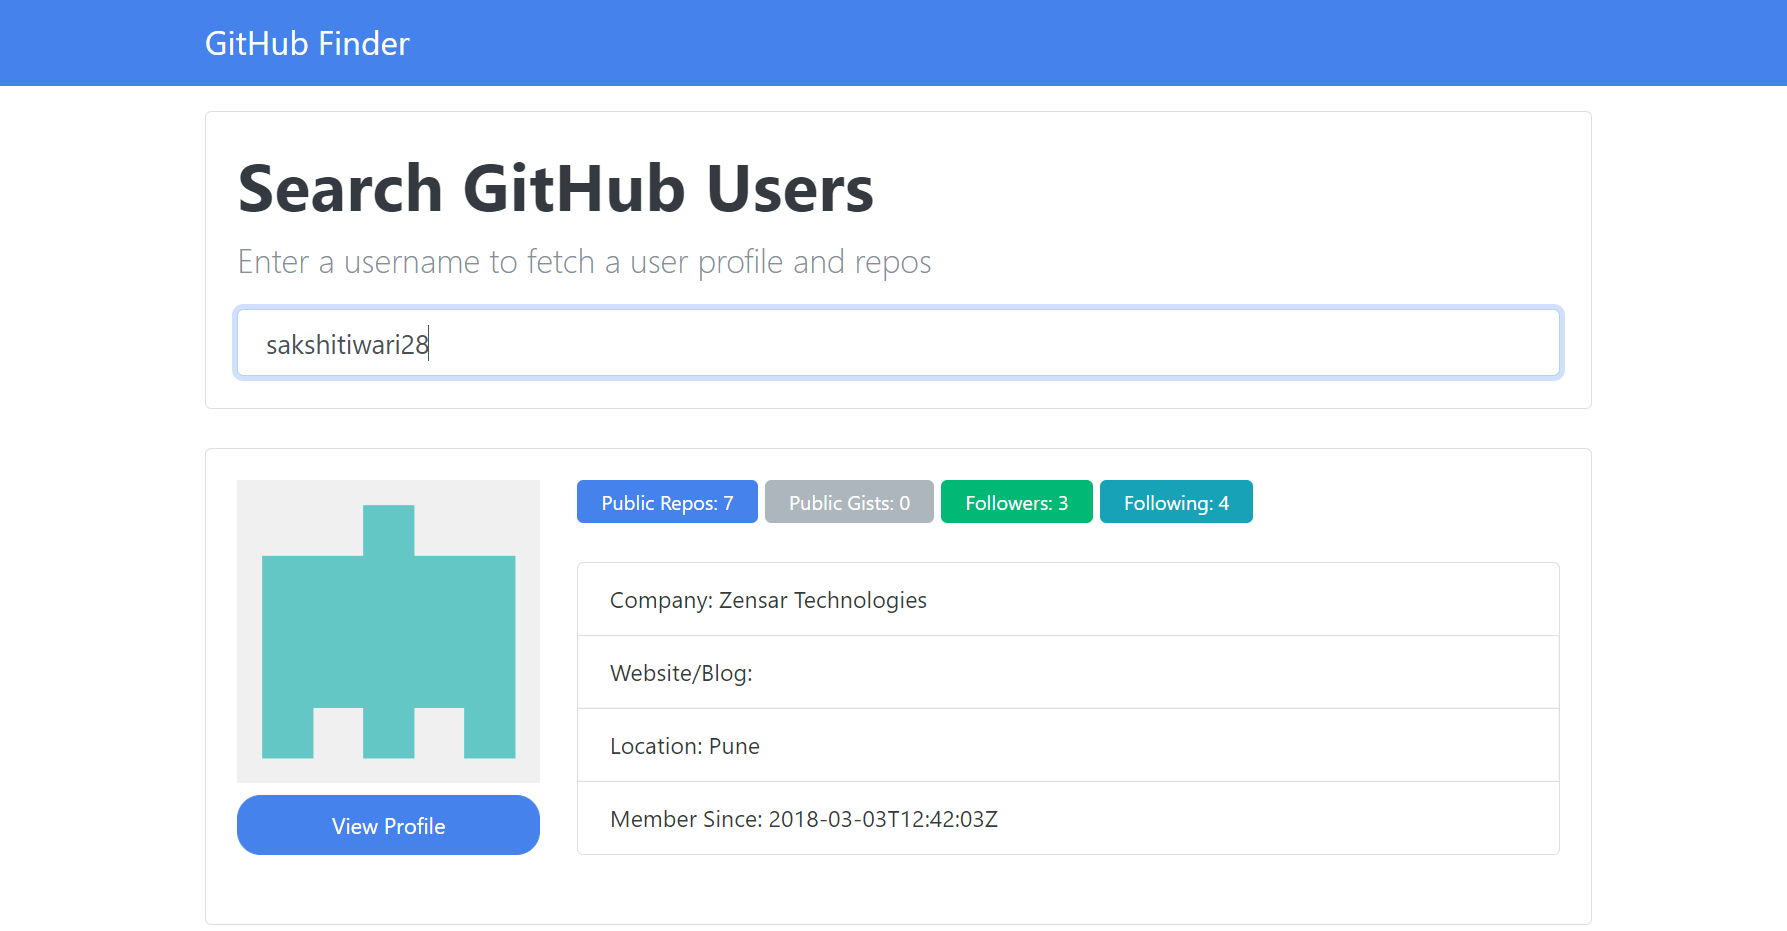 GitHub Finder
Search GitHub Users
Enter a username to fetch a user profile and repos
sakshitiwari28
Public Repos: 7 Public Gists: 0 Followers: 3 Following: 4
Company: Zensar Technologies
Website/Blog:
Location: Pune
Member Since: 2018-03-03T12:42:03Z
View Profile